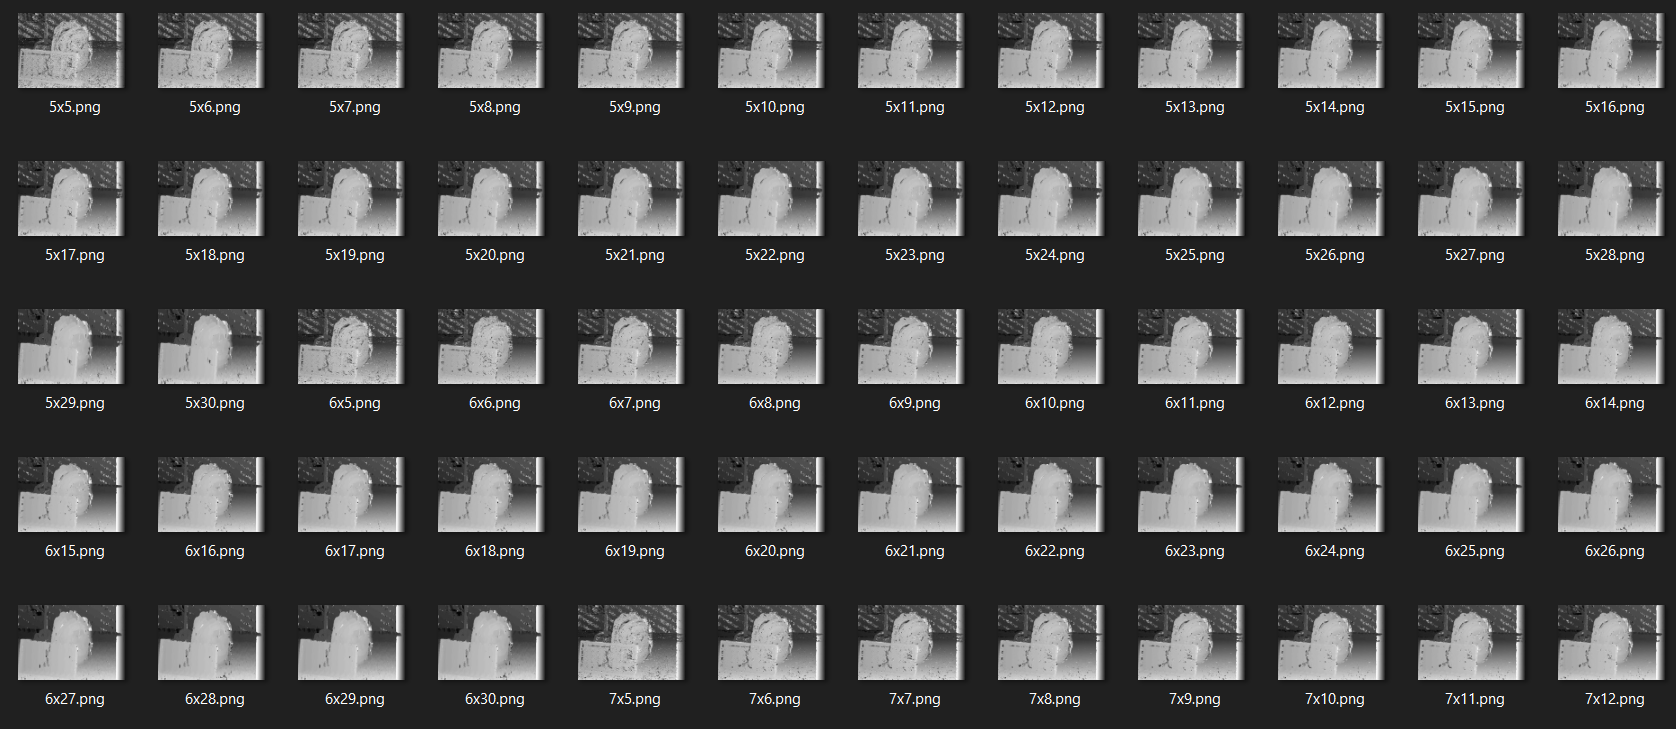 5x5.png 5x6.png 5x7.png 5x8.png 5x9.png 5x10.png 5x11.png 5x12.png 5x13.png 5x14.png 5x15.png 5x16.png
5x17.png 5x18.png 5x19.png 5x20.png 5x21.png 5x22.png 5x23.png 5x24.png 5x25.png 5x26.png 5x27.png 5x28.png
5x29.png 5x30.png 6x5.png 6x6.png 6x7.png 6x8.png 6x9.png 6x10.png 6x11.png 6x12.png 6x13.png 6x14.png
6x15.png 6x16.png 6x17.png 6x18.png 6x19.png 6x20.png 6x21.png 6x22.png 6x23.png 6x24.png 6x25.png 6x26.png
6x27.png 6x28.png 6x29.png 6x30.png 7x5.png 7x6.png 7x7.png 7x8.png 7x9.png 7x10.png 7x11.png 7x12.png